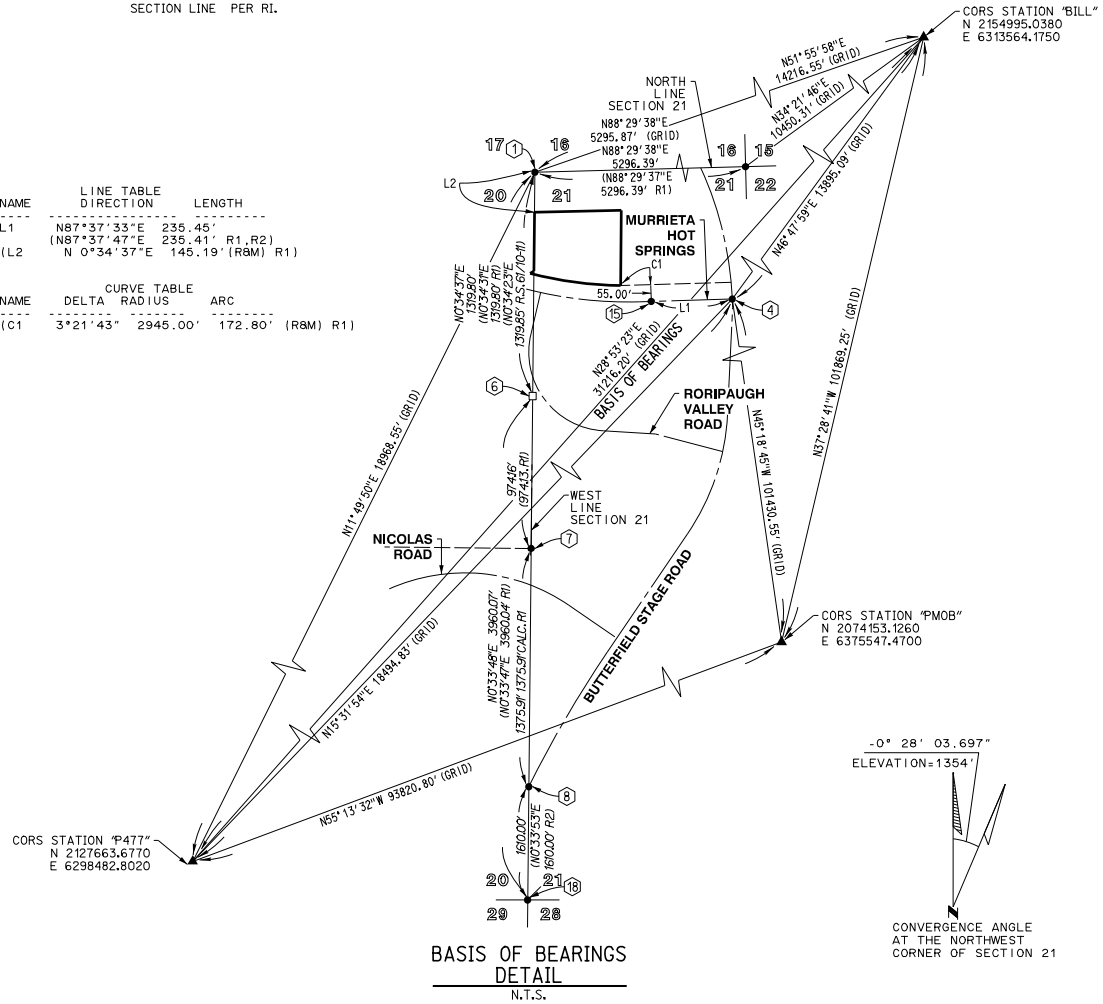 SECTION LINE PER R1.
CORS STATION "BILL"
N 2154995.0380
E 6313564.1750
N51°55'58"E
14216.55' (GRID)
N34°21'46"E
10450.31' (GRID)
NORTH
LINE
SECTION 21
N88°29'38"E
5295.87' (GRID)
N88°29'38"E
5296.39'
(N88°29'37"E
5296.39' R1)
17 1 16
20 21
16 15
21 22
L2
LINE TABLE
NAME DIRECTION LENGTH
L1 N87°37'33"E 235.45'
(N87°37'47"E 235.41' R1,R2)
(L2 N 0°34'37"E 145.19'(R&M) R1)
CURVE TABLE
NAME DELTA RADIUS ARC
(C1 3°21'43" 2945.00' 172.80' (R&M) R1)
MURRIETA
HOT
SPRINGS
C1
55.00'
15
L1
4
N46°47'59"E 13895.09' (GRID)
N0°34'37"E
1319.80'
(N0°34'31"E
1319.80' R1)
(N0°34'23"E
1319.85' R.S. 61/10-11)
N28°53'23"E
31216.20' (GRID)
BASIS OF BEARINGS
N37°28'41"W 101869.25' (GRID)
6
RORIPAUGH
VALLEY
ROAD
N45°18'45"W 101430.55' (GRID)
N11°49'50"E 18968.55' (GRID)
974.16'
(974.13' R1)
WEST
LINE
SECTION 21
7
NICOLAS
ROAD
BUTTERFIELD STAGE ROAD
CORS STATION "PMOB"
N 2074153.1260
E 6375547.4700
N0°33'48"E 3960.07'
(N0°33'47"E 3960.04' R1)
1375.91' 1375.91' CALC. R1
N15°31'54"E 18494.83' (GRID)
N55°13'32"W 93820.80' (GRID)
8
CORS STATION "P477"
N 2127663.6770
E 6298482.8020
1610.00'
(N0°33'53"E
1610.00' R2)
20 21 18
29 28
-0° 28' 03.697"
ELEVATION=1354'
N
CONVERGENCE ANGLE
AT THE NORTHWEST
CORNER OF SECTION 21
BASIS OF BEARINGS
DETAIL
N.T.S.